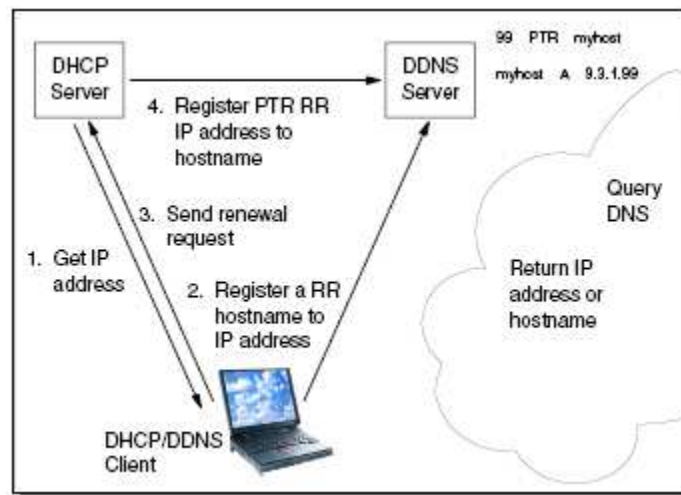 DHCP
Server
DDNS
Server
99 PTR myhost
myhost A 9.3.1.99
4. Register PTR RR
IP address to
hostname
3. Send renewal
request
1. Get IP
address
2. Register a RR
hostname to
IP address
Query
DNS
Return IP
address or
hostname
DHCP/DDNS
Client